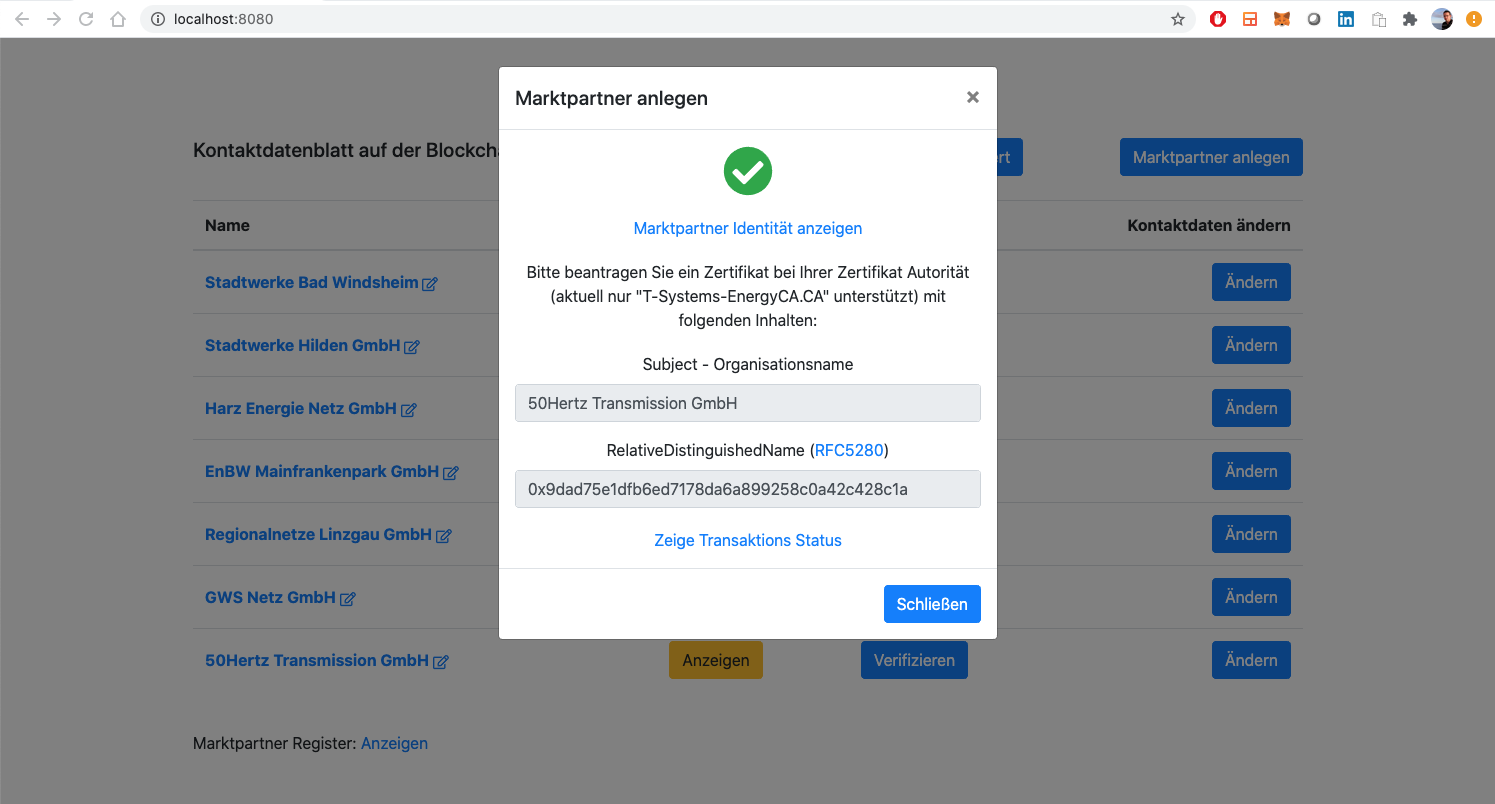 localhost:8080
Marktpartner anlegen
×
Kontaktdatenblatt auf der Blockcha
rt
Marktpartner anlegen
Marktpartner Identität anzeigen
Name
Kontaktdaten ändern
Bitte beantragen Sie ein Zertifikat bei Ihrer Zertifikat Autorität
(aktuell nur "T-Systems-EnergyCA.CA" unterstützt) mit
folgenden Inhalten:
Subject - Organisationsname
50Hertz Transmission GmbH
RelativeDistinguishedName (RFC5280)
0x9dad75e1dfb6ed7178da6a899258c0a42c428c1a
Zeige Transaktions Status
Schließen
Stadtwerke Bad Windsheim
Ändern
Stadtwerke Hilden GmbH
Ändern
Harz Energie Netz GmbH
Ändern
EnBW Mainfrankenpark GmbH
Ändern
Regionalnetze Linzgau GmbH
Ändern
GWS Netz GmbH
Ändern
50Hertz Transmission GmbH
Anzeigen
Verifizieren
Ändern
Marktpartner Register: Anzeigen